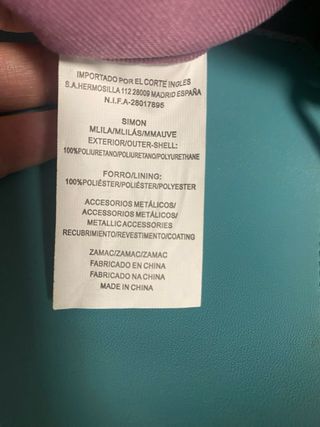 IMPORTADO POR EL CORTE INGLES
S.A.HERMOSILLA 112 28009 MADRID ESPAÑA
N.I.F.A-28017895
SIMON
MLILA/MLILÁS/MMAUVE
EXTERIOR/OUTER-SHELL:
100%POLIURETANO/POLIURETANO/POLYURETHANE
FORRO/LINING:
100%POLIÉSTER/POLIÉSTER/POLYESTER
ACCESORIOS METÁLICOS/
ACCESSORIOS METÁLICOS/
METALLIC ACCESSORIES
RECUBRIMIENTO/REVESTIMENTO/COATING
ZAMAC/ZAMAC/ZAMAC
FABRICADO EN CHINA
FABRICADO NA CHINA
MADE IN CHINA